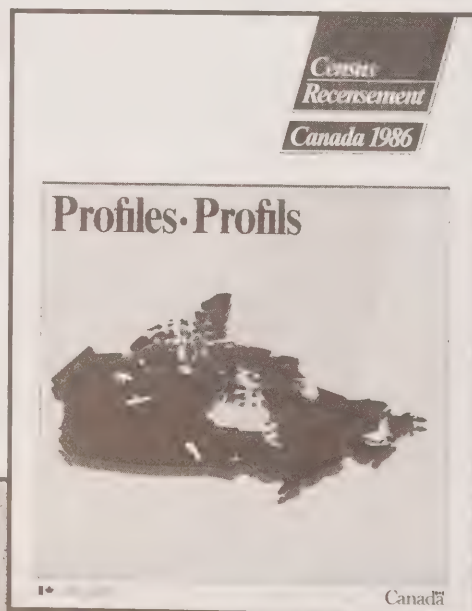 Census
Recensement
Canada 1986
Profiles • Profils
Canada